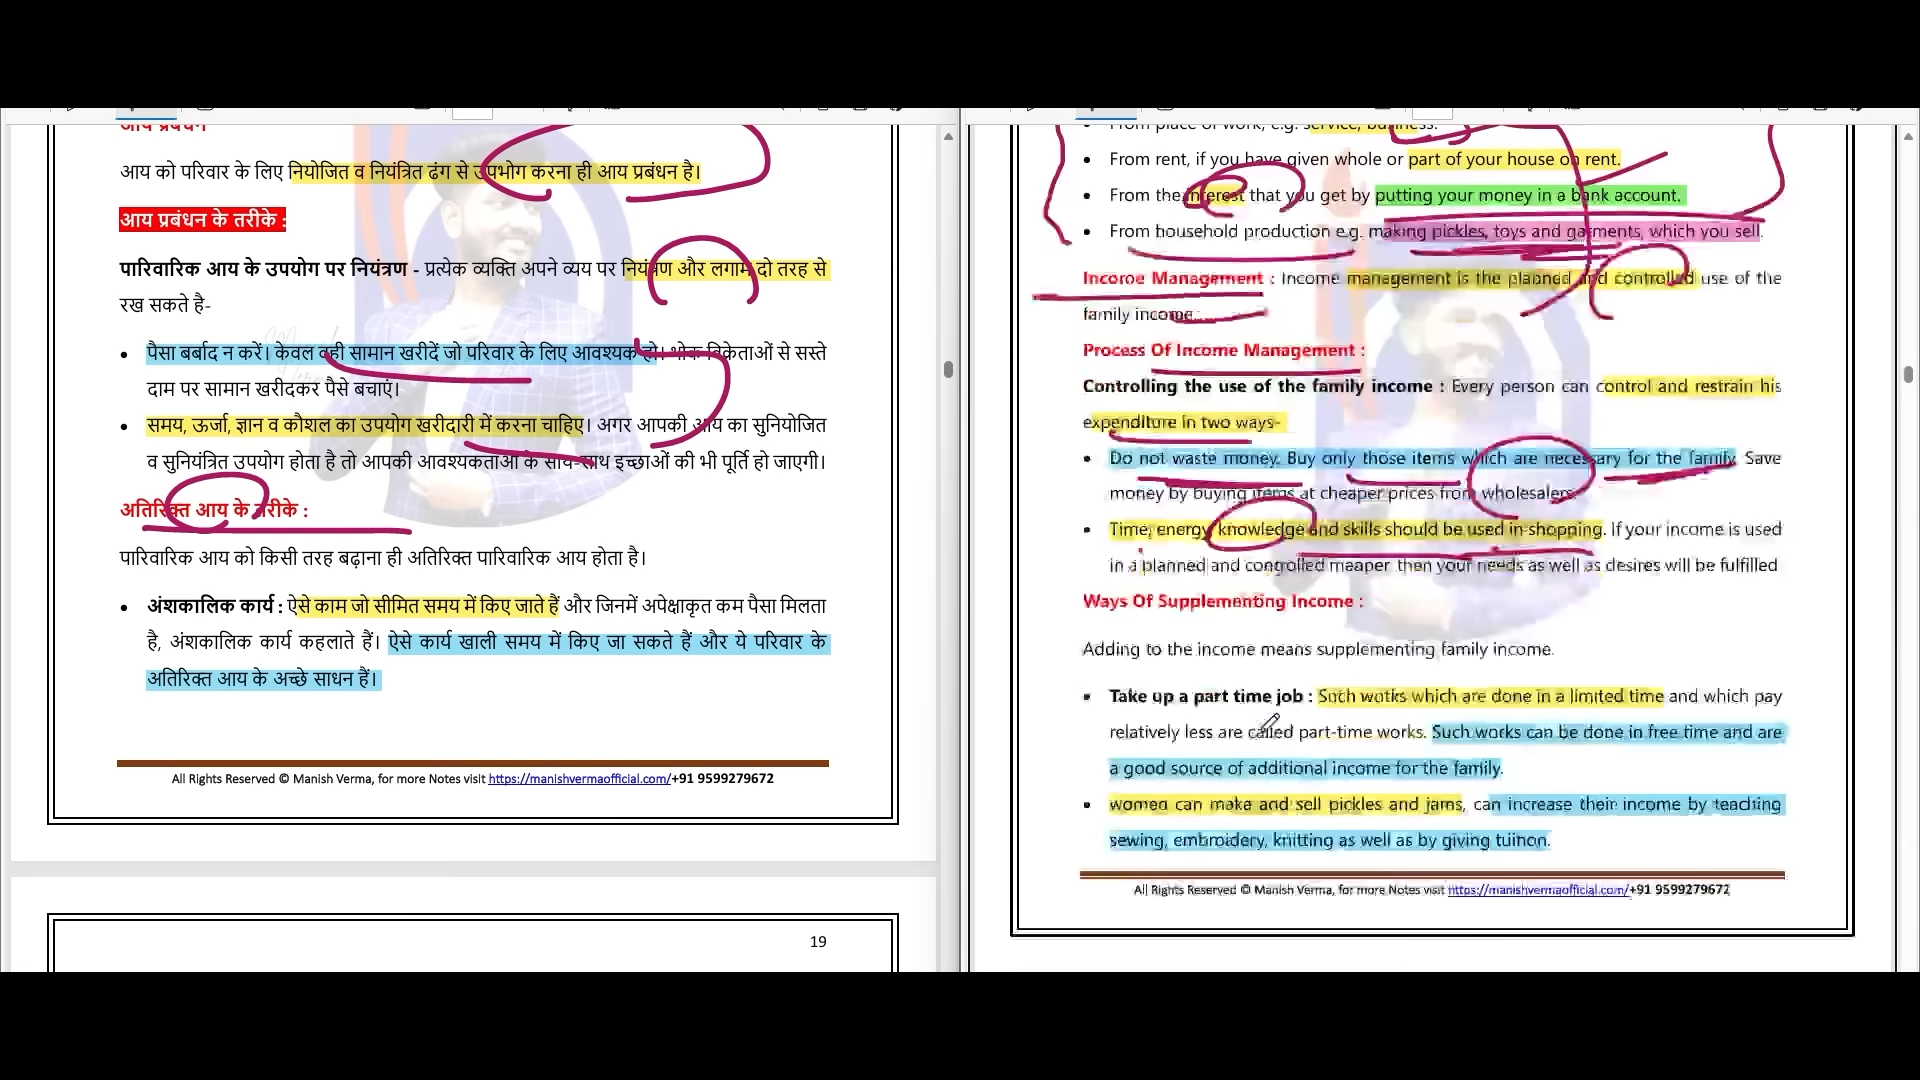 आय प्रबंधन
आय को परिवार के लिए नियोजित व नियंत्रित ढंग से उपभोग करना ही आय प्रबंधन है।
आय प्रबंधन के तरीके :
पारिवारिक आय के उपयोग पर नियंत्रण - प्रत्येक व्यक्ति अपने व्यय पर नियंत्रण और लगाम दो तरह से
रख सकते है-
• पैसा बर्बाद न करें। केवल वही सामान खरीदें जो परिवार के लिए आवश्यक हो। थोक विक्रेताओं से सस्ते
दाम पर सामान खरीदकर पैसे बचाएं।
• समय, ऊर्जा, ज्ञान व कौशल का उपयोग खरीदारी में करना चाहिए। अगर आपकी आय का सुनियोजित
व सुनियंत्रित उपयोग होता है तो आपकी आवश्यकताओं के साथ-साथ इच्छाओं की भी पूर्ति हो जाएगी।
अतिरिक्त आय के तरीके :
पारिवारिक आय को किसी तरह बढ़ाना ही अतिरिक्त पारिवारिक आय होता है।
• अंशकालिक कार्य : ऐसे काम जो सीमित समय में किए जाते हैं और जिनमें अपेक्षाकृत कम पैसा मिलता
है, अंशकालिक कार्य कहलाते हैं। ऐसे कार्य खाली समय में किए जा सकते हैं और ये परिवार के
अतिरिक्त आय के अच्छे साधन हैं।
All Rights Reserved © Manish Verma, for more Notes visit https://manishvermaofficial.com/+91 9599279672
19
• From place of work, e.g. service, business.
• From rent, if you have given whole or part of your house on rent.
• From the interest that you get by putting your money in a bank account.
• From household production e.g. making pickles, toys and garments, which you sell.
Income Management : Income management is the planned and controlled use of the
family income.
Process Of Income Management :
Controlling the use of the family income : Every person can control and restrain his
expenditure in two ways-
• Do not waste money. Buy only those items which are necessary for the family. Save
money by buying items at cheaper prices from wholesalers.
• Time, energy, knowledge and skills should be used in shopping. If your income is used
in a planned and controlled manner then your needs as well as desires will be fulfilled
Ways Of Supplementing Income :
Adding to the income means supplementing family income.
• Take up a part time job : Such works which are done in a limited time and which pay
relatively less are called part-time works. Such works can be done in free time and are
a good source of additional income for the family.
• women can make and sell pickles and jams, can increase their income by teaching
sewing, embroidery, knitting as well as by giving tuition.
All Rights Reserved © Manish Verma, for more Notes visit https://manishvermaofficial.com/+91 9599279672